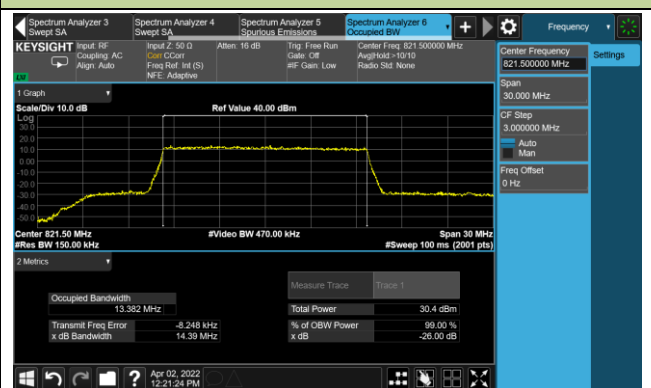 Spectrum Analyzer 3
Swept SA
Spectrum Analyzer 4
Swept SA
Spectrum Analyzer 5
Spurious Emissions
Spectrum Analyzer 6
Occupied BW
Frequency
KEYSIGHT
Input: RF
Coupling: AC
Align: Auto
Input Z: 50 Ω
Corr CCorr
Freq Ref: Int (S)
NFE: Adaptive
Atten: 16 dB
Trig: Free Run
Gate: Off
#IF Gain: Low
Center Freq: 821.500000 MHz
Avg|Hold:>10/10
Radio Std: None
LXI
Center Frequency
821.500000 MHz
Settings
Span
30.000 MHz
CF Step
3.000000 MHz
Auto
Man
Freq Offset
0 Hz
1 Graph
Scale/Div 10.0 dB
Ref Value 40.00 dBm
Log
30.0
20.0
10.0
0.00
-10.0
-20.0
-30.0
-40.0
-50.0
Center 821.50 MHz
#Video BW 470.00 kHz
Span 30 MHz
#Res BW 150.00 kHz
#Sweep 100 ms (2001 pts)
2 Metrics
Measure Trace
Trace 1
Occupied Bandwidth
13.382 MHz
Total Power
30.4 dBm
Transmit Freq Error
-8.248 kHz
% of OBW Power
99.00 %
x dB Bandwidth
14.39 MHz
x dB
-26.00 dB
?
Apr 02, 2022
12:21:24 PM